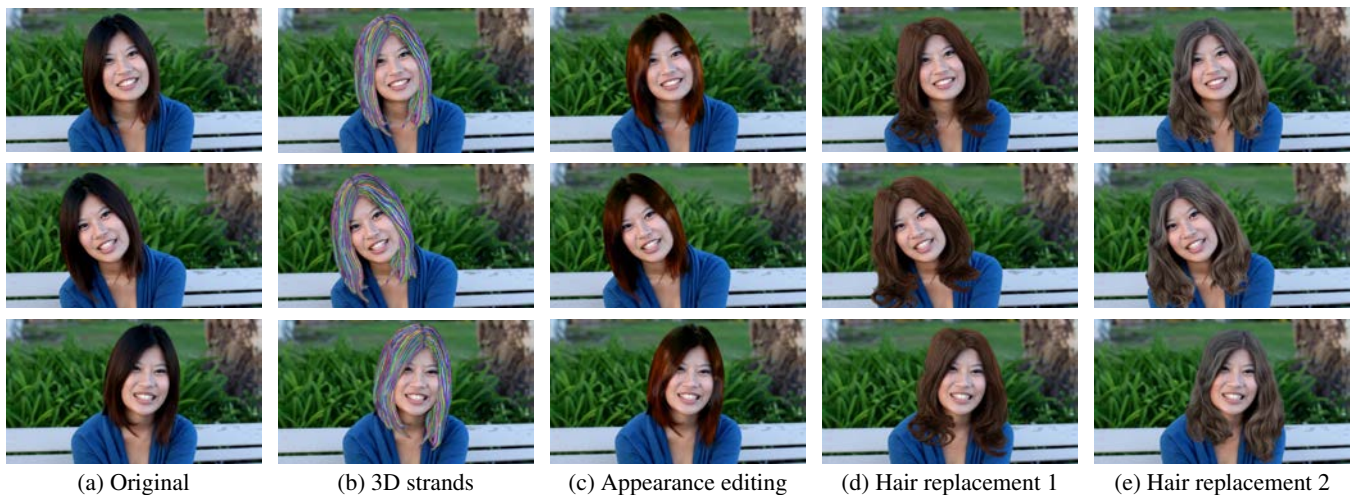 (a) Original
(b) 3D strands
(c) Appearance editing
(d) Hair replacement 1
(e) Hair replacement 2